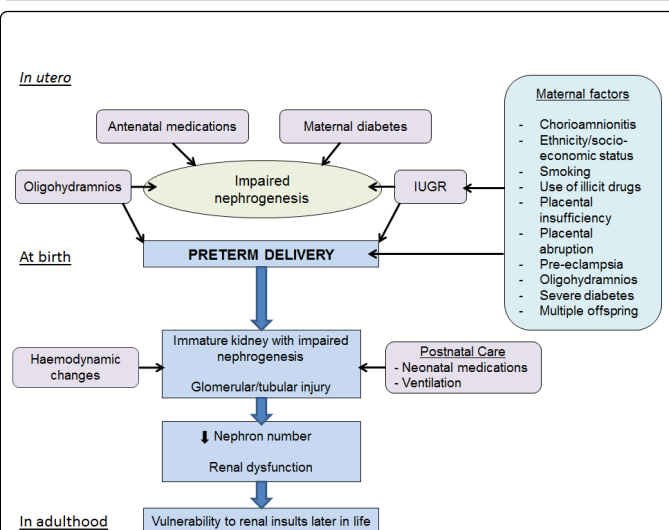 In utero
Maternal factors
- Chorioamnionitis
- Ethnicity/socio-
economic status
- Smoking
- Use of illicit drugs
- Placental
insufficiency
- Placental
abruption
- Pre-eclampsia
- Oligohydramnios
- Severe diabetes
- Multiple offspring
Antenatal medications
Maternal diabetes
Oligohydramnios
Impaired
nephrogenesis
IUGR
At birth
PRETERM DELIVERY
Haemodynamic
changes
Immature kidney with impaired
nephrogenesis
Glomerular/tubular injury
Postnatal Care
- Neonatal medications
- Ventilation
⬇ Nephron number
Renal dysfunction
In adulthood
Vulnerability to renal insults later in life